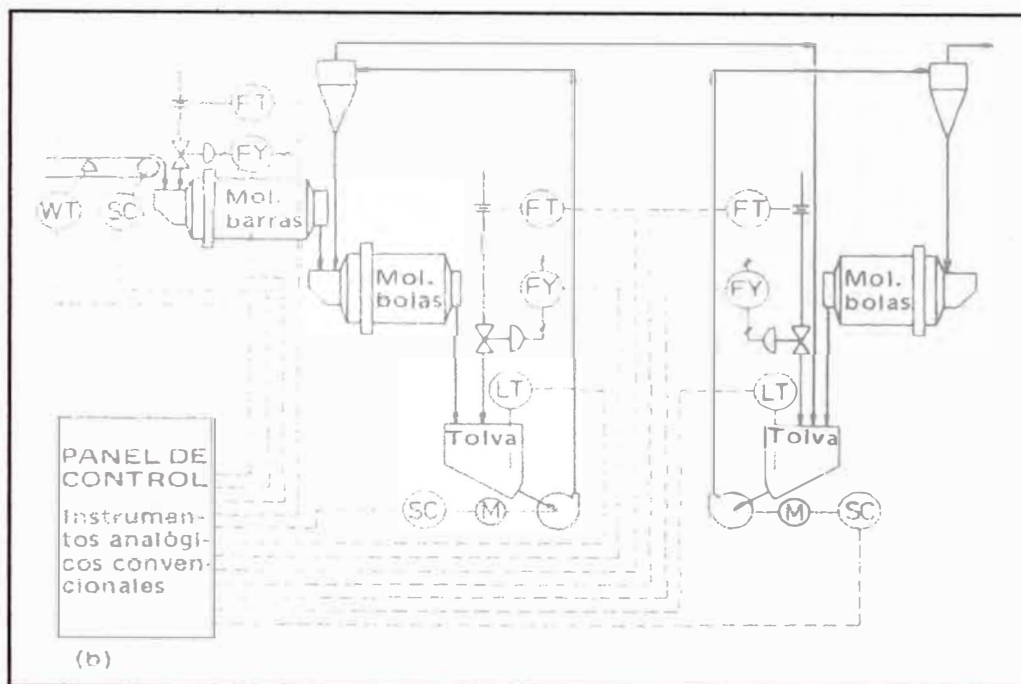 FT
FY
WT
SC
Mol.
barras
Mol.
bolas
FT
FY
LT
Tolva
SC
M
FT
FY
Mol.
bolas
LT
Tolva
M
SC
PANEL DE
CONTROL
Instrumen-
tos analógi-
cos conven-
cionales
(b)